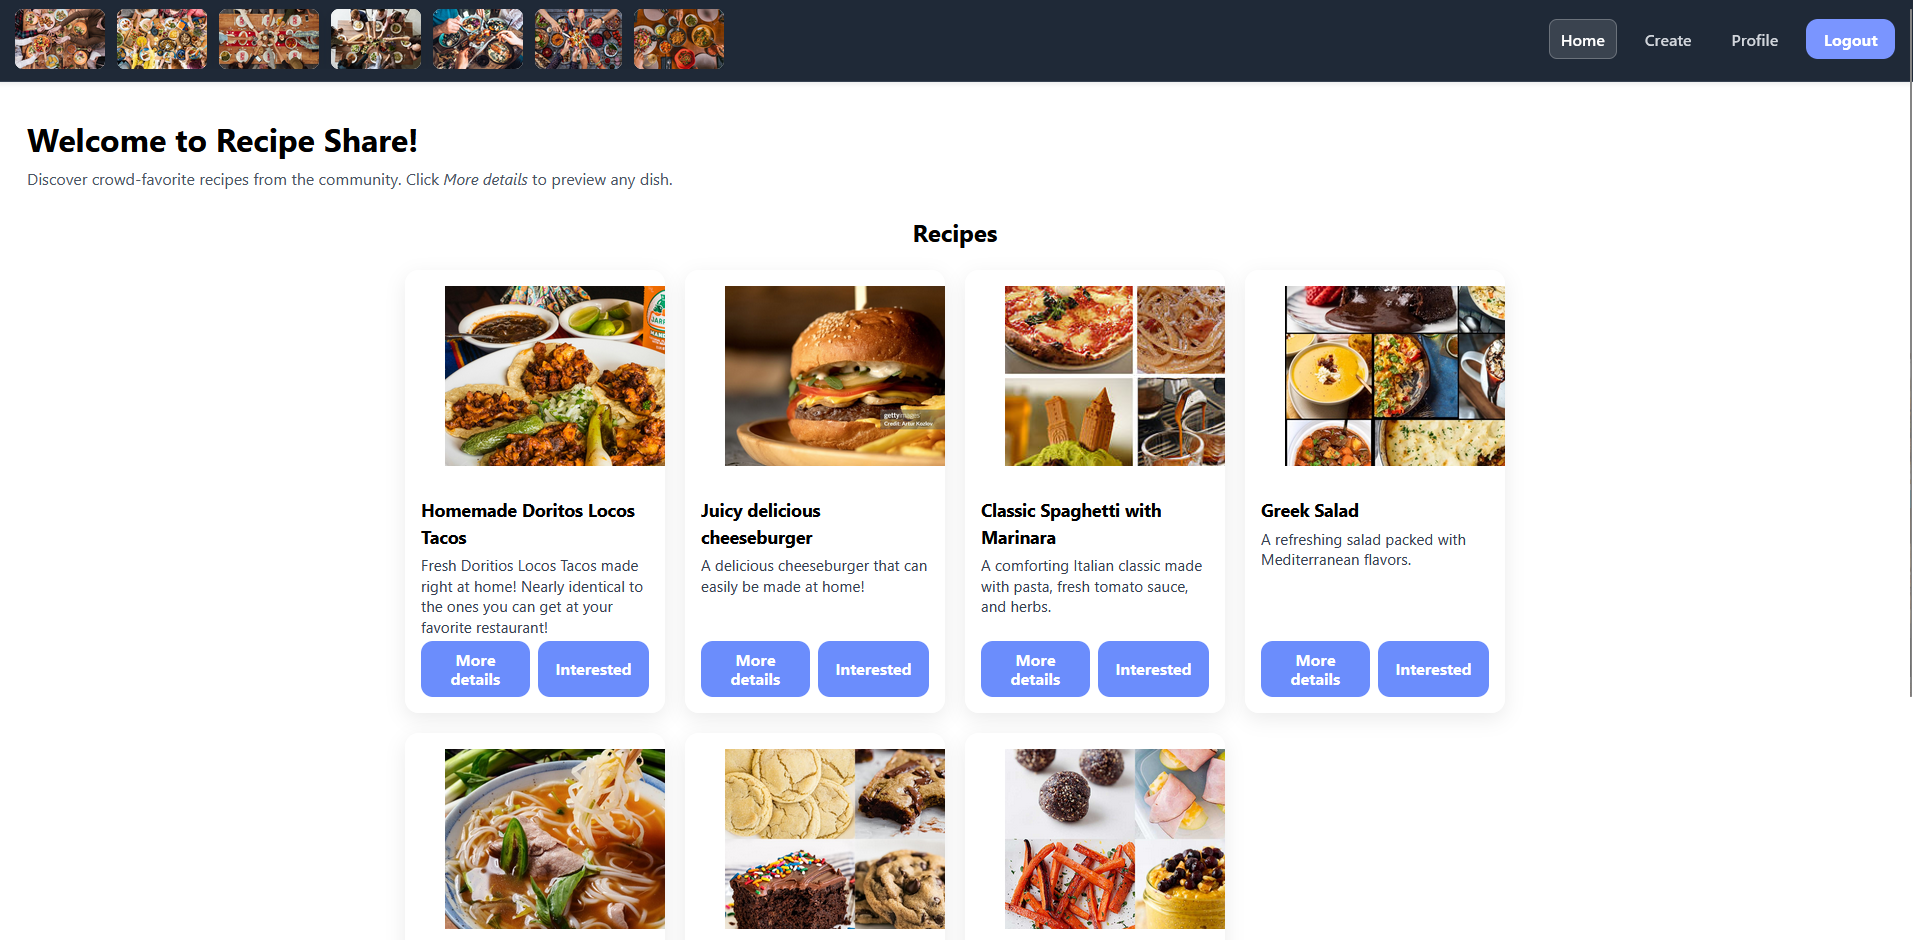 Home Create Profile Logout
Welcome to Recipe Share!
Discover crowd-favorite recipes from the community. Click More details to preview any dish.
Recipes
JARR
gettyimages
Credit: Artur Kozlov
Homemade Doritos Locos
Tacos
Fresh Doritios Locos Tacos made
right at home! Nearly identical to
the ones you can get at your
favorite restaurant!
More
details
Interested
Juicy delicious
cheeseburger
A delicious cheeseburger that can
easily be made at home!
More
details
Interested
Classic Spaghetti with
Marinara
A comforting Italian classic made
with pasta, fresh tomato sauce,
and herbs.
More
details
Interested
Greek Salad
A refreshing salad packed with
Mediterranean flavors.
More
details
Interested